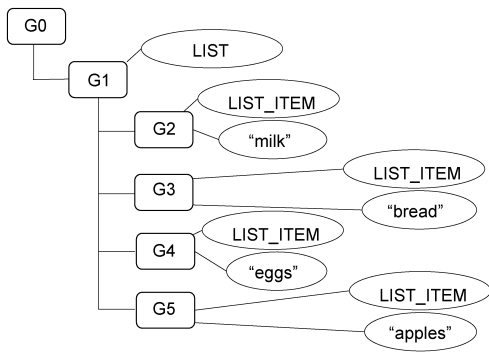 G0
G1
LIST
G2
LIST_ITEM
“milk”
G3
LIST_ITEM
“bread”
G4
LIST_ITEM
“eggs”
G5
LIST_ITEM
“apples”